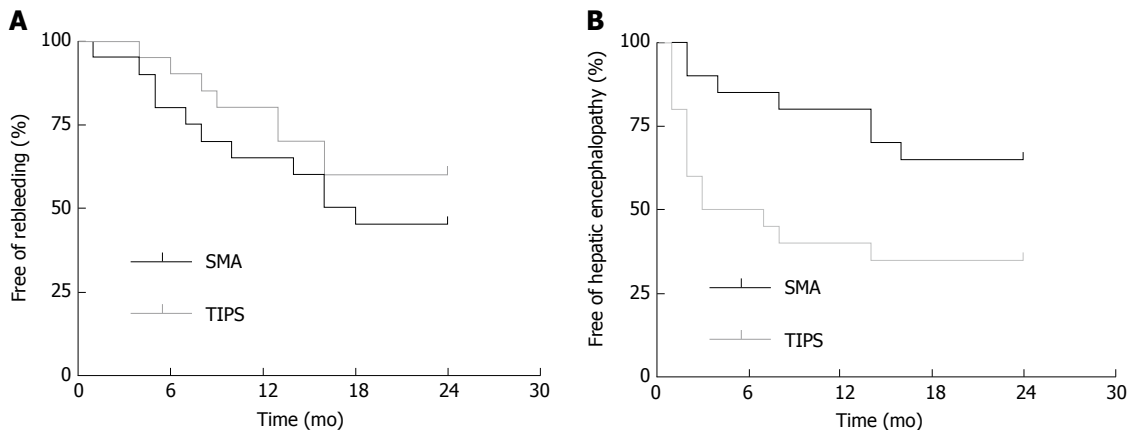 A
Free of rebleeding (%)
100
75
50
25
0
SMA
TIPS
0 6 12 18 24 30
Time (mo)
B
Free of hepatic encephalopathy (%)
100
75
50
25
0
SMA
TIPS
0 6 12 18 24 30
Time (mo)